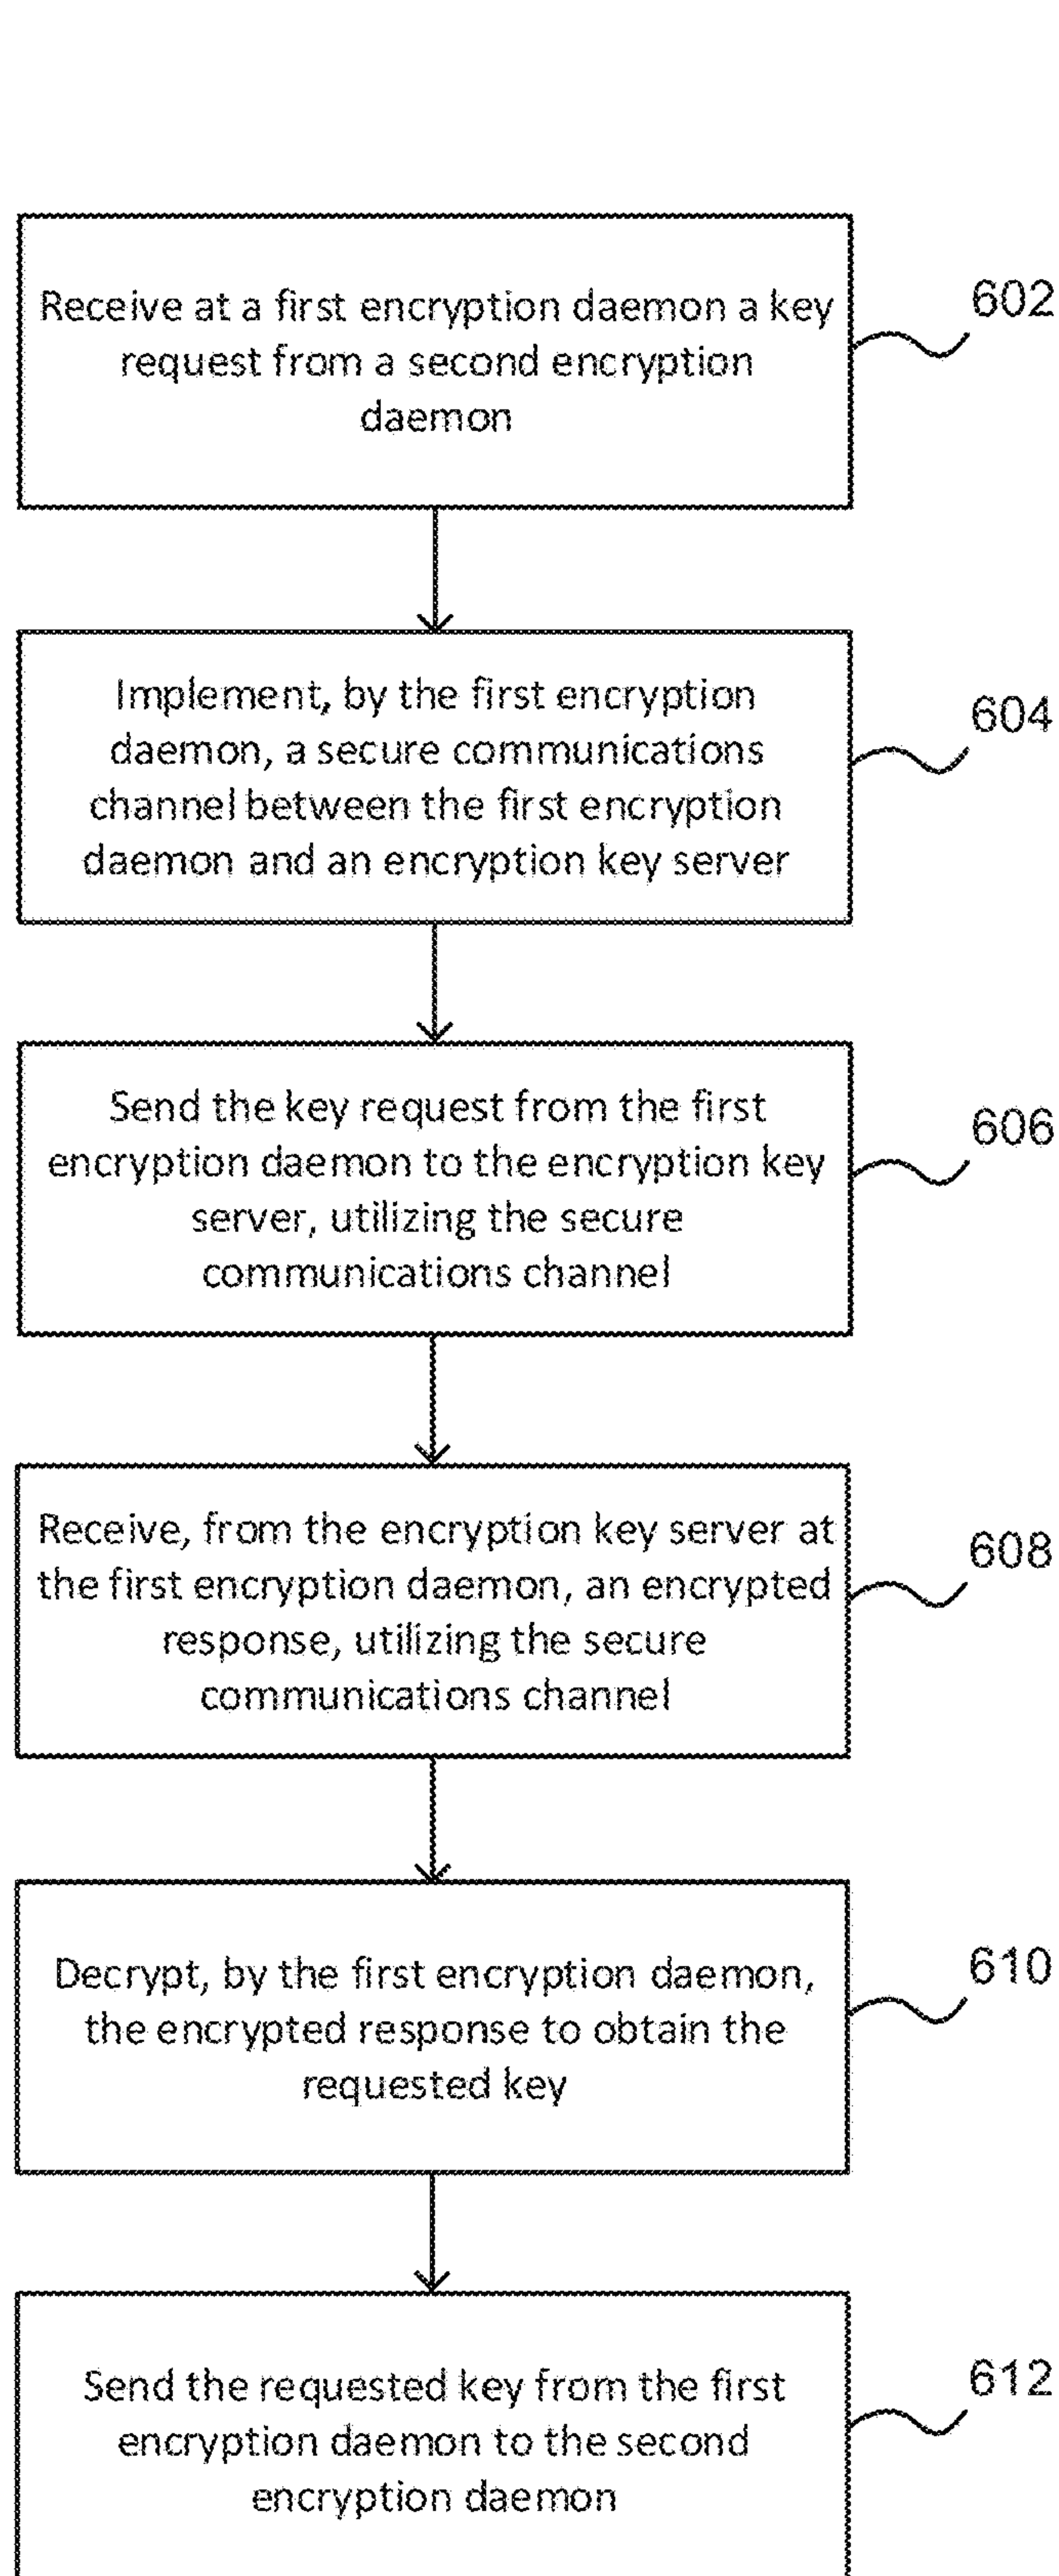 Receive at a first encryption daemon a key
request from a second encryption
daemon
602
Implement, by the first encryption
daemon, a secure communications
channel between the first encryption
daemon and an encryption key server
604
Send the key request from the first
encryption daemon to the encryption key
server, utilizing the secure
communications channel
606
Receive, from the encryption key server at
the first encryption daemon, an encrypted
response, utilizing the secure
communications channel
608
Decrypt, by the first encryption daemon,
the encrypted response to obtain the
requested key
610
Send the requested key from the first
encryption daemon to the second
encryption daemon
612